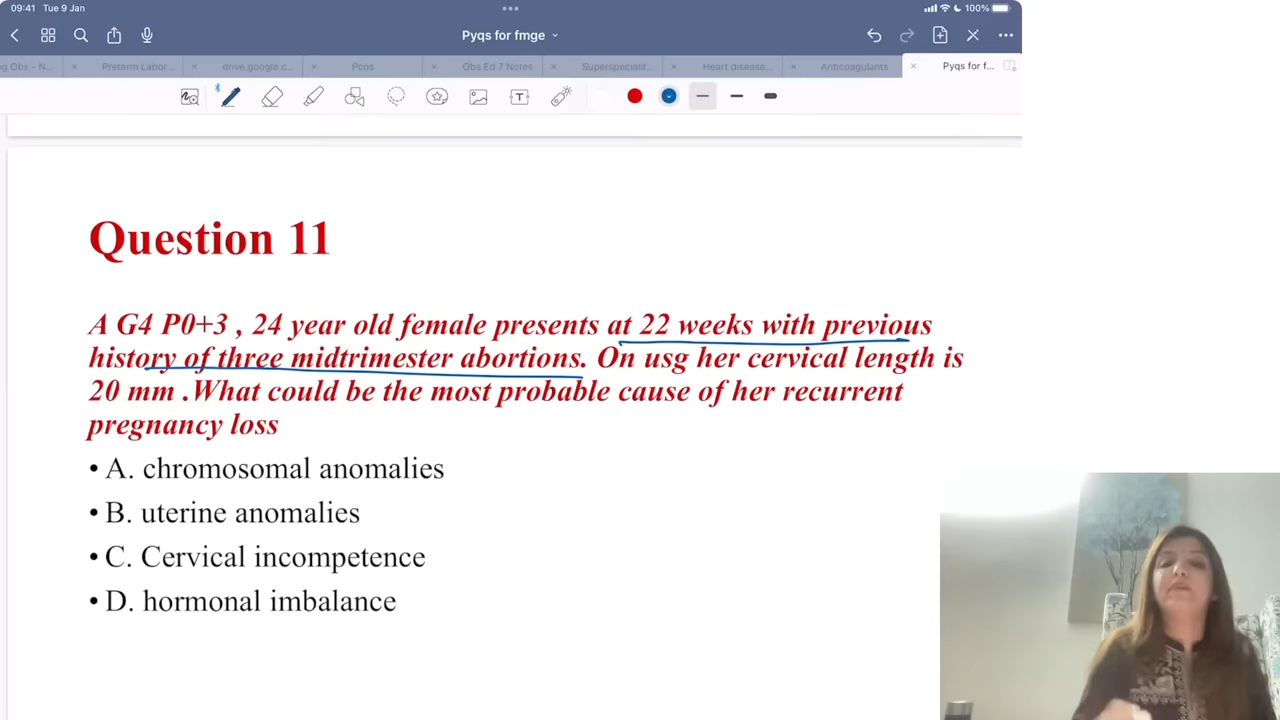 09:41 Tue 9 Jan
100%
Pyqs for fmge
g Obs - N...
Preterm Labor...
drive.google.c...
Pcos
Obs Ed 7 Notes
Superspecialit...
Heart disease...
Anticoagulants
Pyqs for f...
Question 11
A G4 P0+3 , 24 year old female presents at 22 weeks with previous
history of three midtrimester abortions. On usg her cervical length is
20 mm .What could be the most probable cause of her recurrent
pregnancy loss
• A. chromosomal anomalies
• B. uterine anomalies
• C. Cervical incompetence
• D. hormonal imbalance